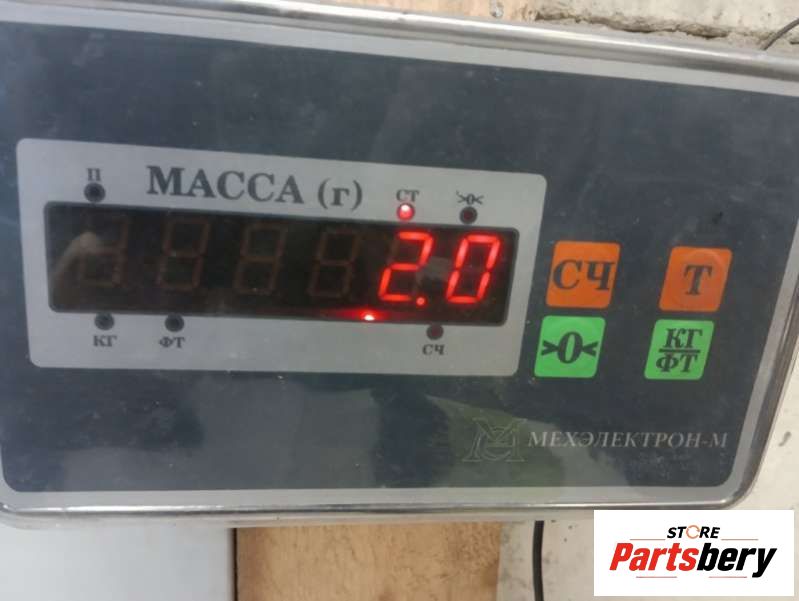 П МАССА (г) СТ >0<
2.0
КГ ФТ СЧ
СЧ Т
>0< КГ/ФТ
МЕХЭЛЕКТРОН-М
STORE
Partsbery